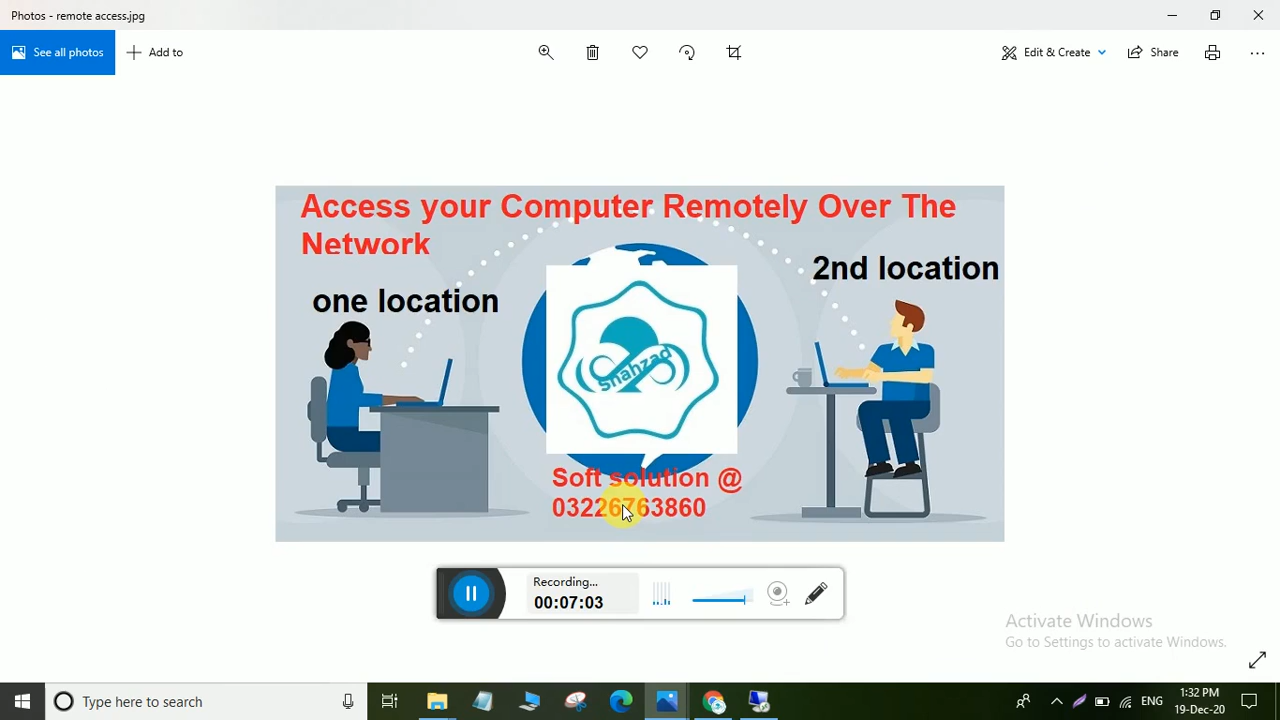 Photos - remote access.jpg
See all photos
Add to
Edit & Create
Share
Access your Computer Remotely Over The
Network
2nd location
one location
Shahzad
Soft solution @
03226763860
Recording...
00:07:03
Activate Windows
Go to Settings to activate Windows.
Type here to search
ENG
1:32 PM
19-Dec-20